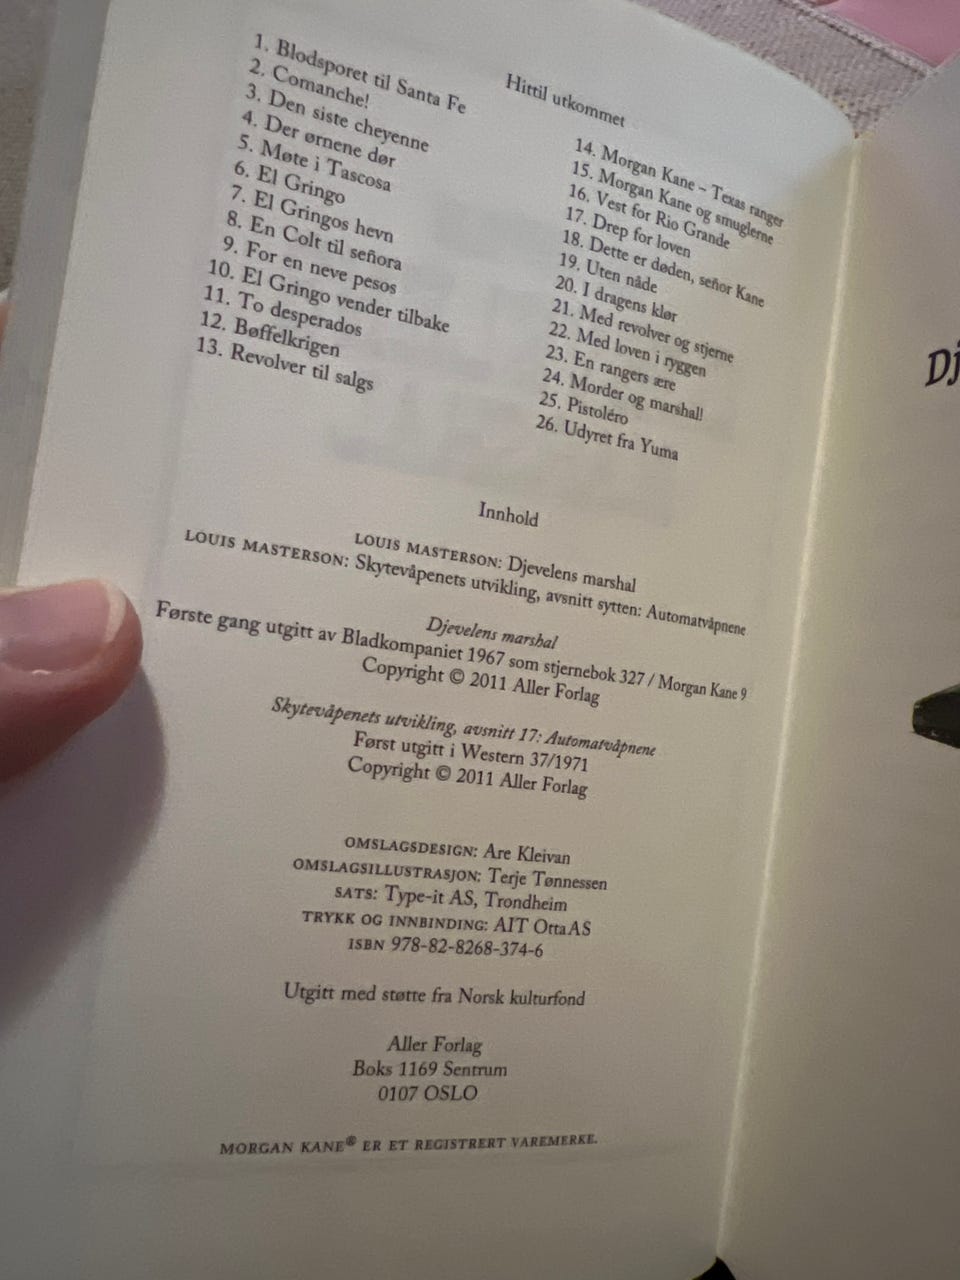 Hittil utkommet
1. Blodsporet til Santa Fe
2. Comanche!
3. Den siste cheyenne
4. Der ørnene dør
5. Møte i Tascosa
6. El Gringo
7. El Gringos hevn
8. En Colt til señora
9. For en neve pesos
10. El Gringo vender tilbake
11. To desperados
12. Bøffelkrigen
13. Revolver til salgs
14. Morgan Kane – Texas ranger
15. Morgan Kane og smuglerne
16. Vest for Rio Grande
17. Drep for loven
18. Dette er døden, señor Kane
19. Uten nåde
20. I dragens klør
21. Med revolver og stjerne
22. Med loven i ryggen
23. En rangers ære
24. Morder og marshal!
25. Pistoléro
26. Udyret fra Yuma
Innhold
LOUIS MASTERSON: Djevelens marshal
LOUIS MASTERSON: Skytevåpenets utvikling, avsnitt sytten: Automatvåpnene
Djevelens marshal
Første gang utgitt av Bladkompaniet 1967 som stjernebok 327 / Morgan Kane 9
Copyright © 2011 Aller Forlag
Skytevåpenets utvikling, avsnitt 17: Automatvåpnene
Først utgitt i Western 37/1971
Copyright © 2011 Aller Forlag
OMSLAGSDESIGN: Are Kleivan
OMSLAGSILLUSTRASJON: Terje Tønnessen
SATS: Type-it AS, Trondheim
TRYKK OG INNBINDING: AIT Otta AS
ISBN 978-82-8268-374-6
Utgitt med støtte fra Norsk kulturfond
Aller Forlag
Boks 1169 Sentrum
0107 OSLO
MORGAN KANE® ER ET REGISTRERT VAREMERKE.